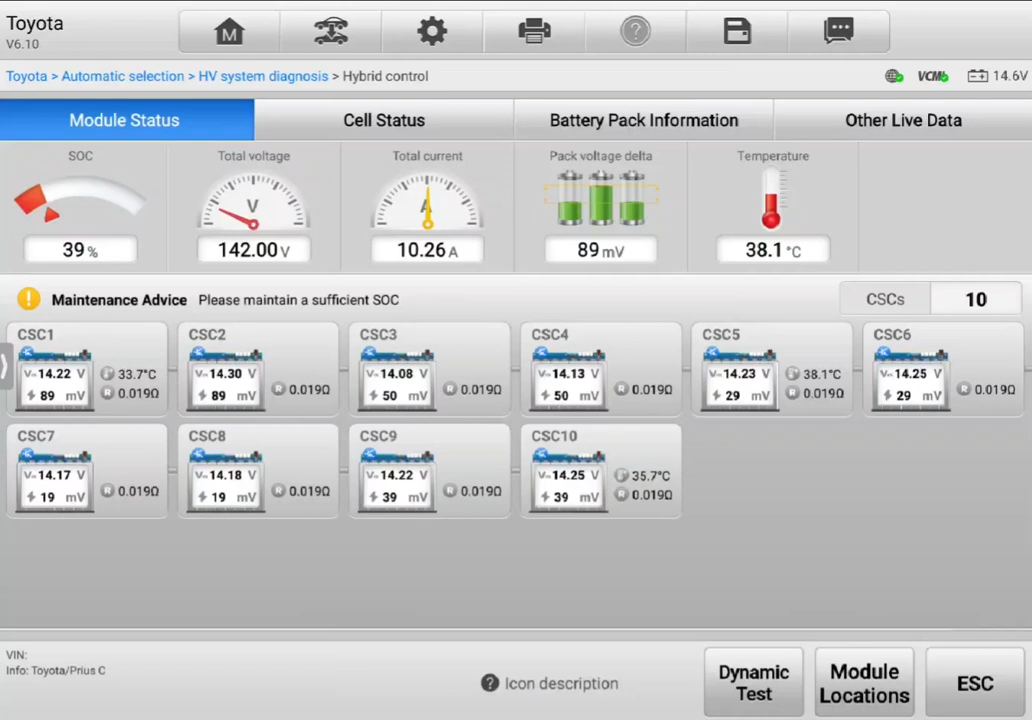 Toyota
V6.10
M
Toyota > Automatic selection > HV system diagnosis > Hybrid control
VCM
14.6V
Module Status
Cell Status
Battery Pack Information
Other Live Data
SOC
Total voltage
Total current
Pack voltage delta
Temperature
V
A
39 %
142.00 V
10.26 A
89 mV
38.1 °C
Maintenance Advice Please maintain a sufficient SOC
CSCs 10
CSC1
14.22 V
33.7°C
89 mV
R 0.019Ω
CSC2
14.30 V
89 mV
R 0.019Ω
CSC3
14.08 V
50 mV
R 0.019Ω
CSC4
14.13 V
50 mV
R 0.019Ω
CSC5
14.23 V
38.1°C
29 mV
R 0.019Ω
CSC6
14.25 V
29 mV
R 0.019Ω
CSC7
14.17 V
19 mV
R 0.019Ω
CSC8
14.18 V
19 mV
R 0.019Ω
CSC9
14.22 V
39 mV
R 0.019Ω
CSC10
14.25 V
35.7°C
39 mV
R 0.019Ω
VIN:
Info: Toyota/Prius C
? Icon description
Dynamic
Test
Module
Locations
ESC